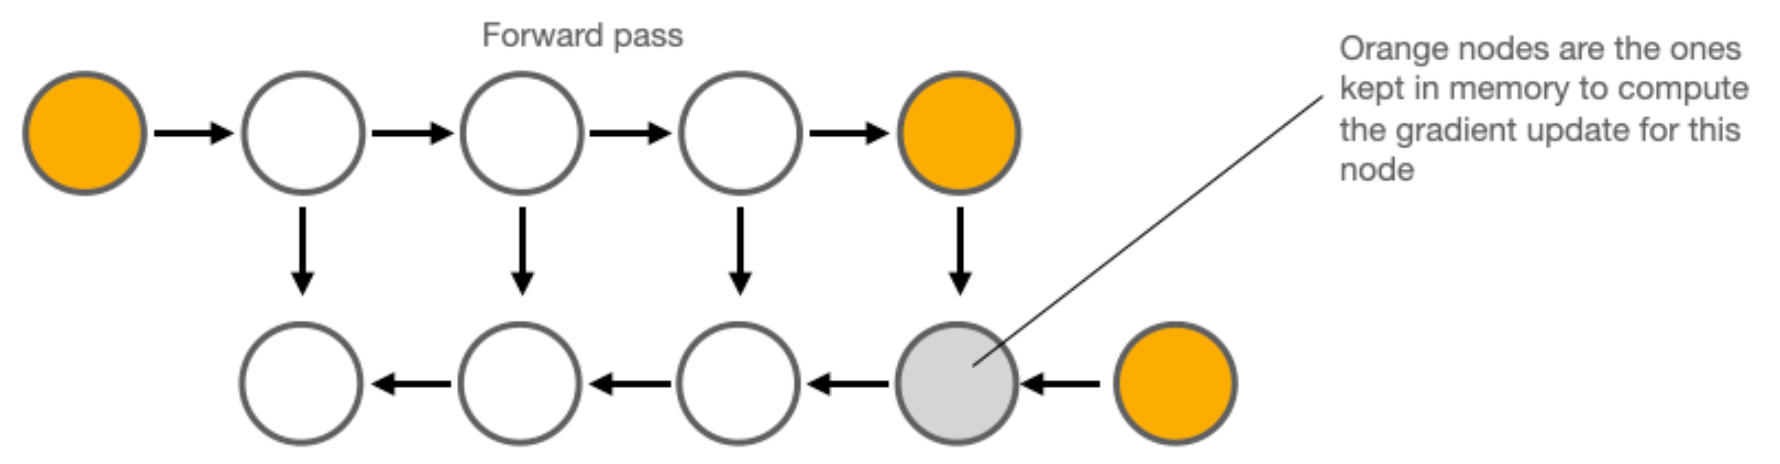 Forward pass
Orange nodes are the ones
kept in memory to compute
the gradient update for this
node